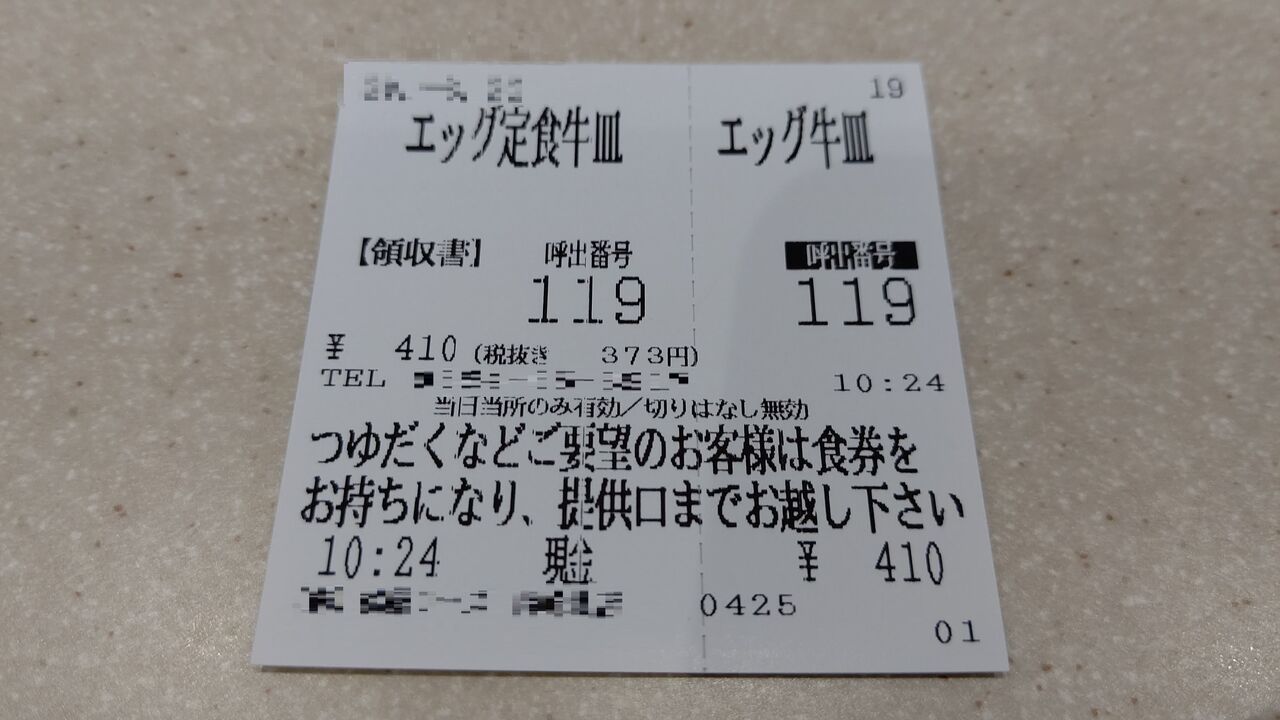 19
エッグ定食牛皿 エッグ牛皿
【領収書】 呼出番号 呼出番号
119 119
¥ 410 (税抜き 373円)
TEL 10:24
当日当所のみ有効／切りはなし無効
つゆだくなどご要望のお客様は食券を
お持ちになり、提供口までお越し下さい
10:24 現金 ¥ 410
0425
01